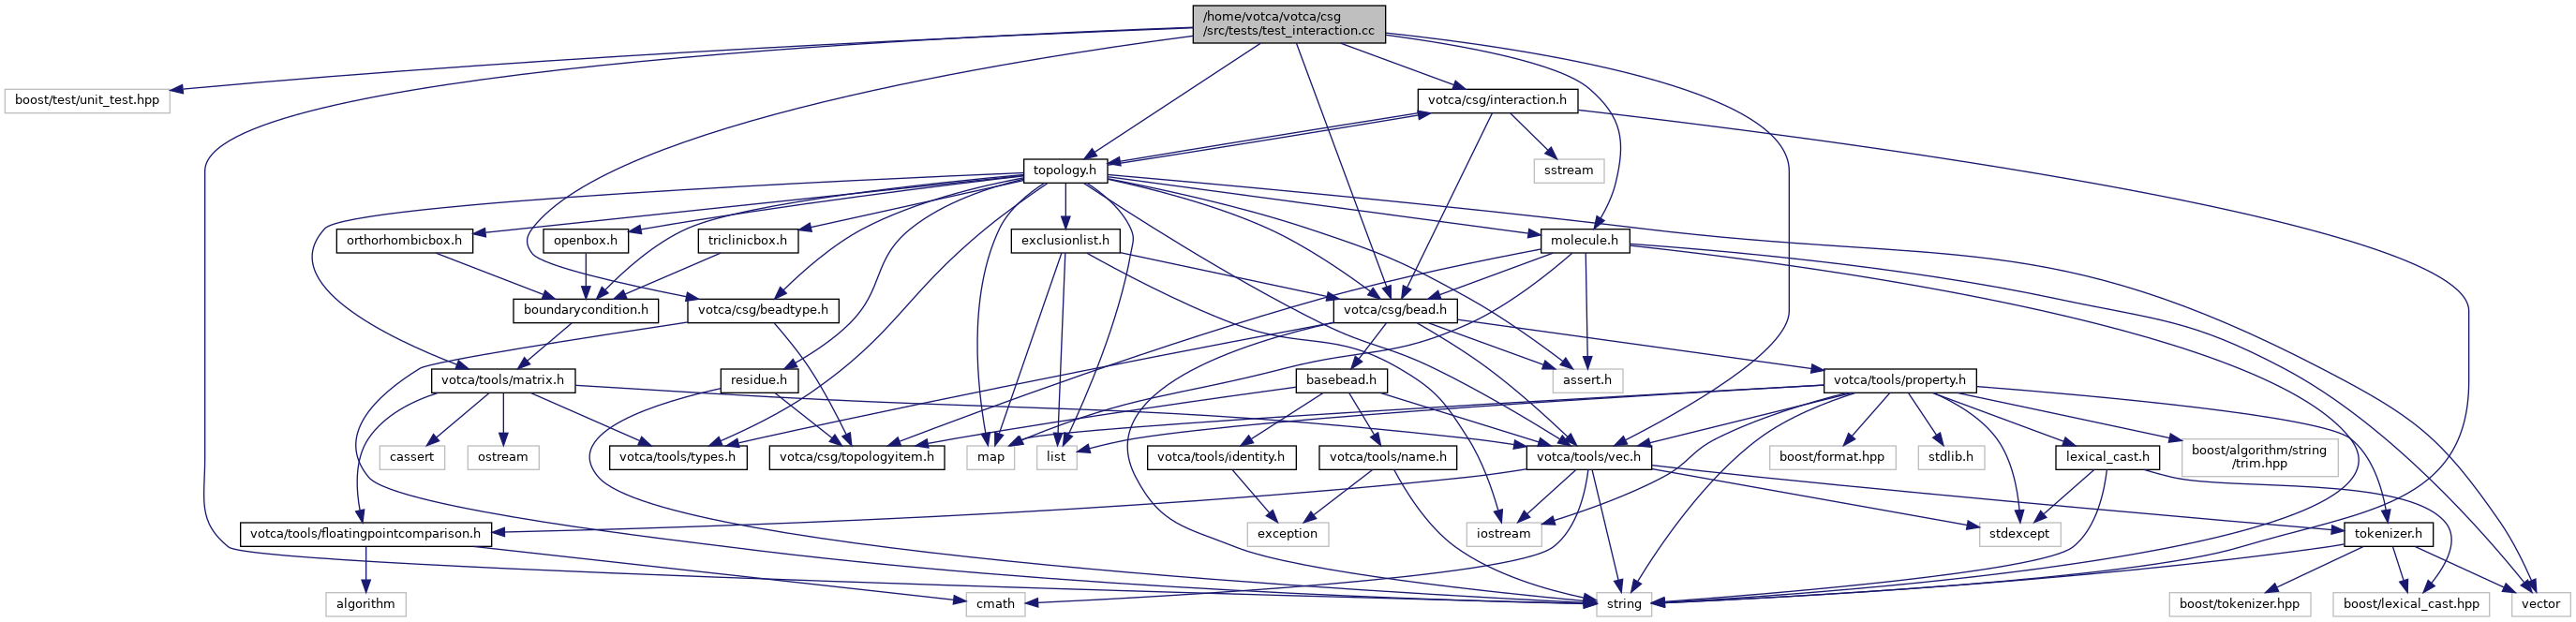 /home/votca/votca/csg
/src/tests/test_interaction.cc
boost/test/unit_test.hpp
votca/csg/interaction.h
topology.h
sstream
orthorhombicbox.h
openbox.h
triclinicbox.h
exclusionlist.h
molecule.h
boundarycondition.h
votca/csg/beadtype.h
votca/csg/bead.h
votca/tools/matrix.h
residue.h
basebead.h
assert.h
votca/tools/property.h
cassert
ostream
votca/tools/types.h
votca/csg/topologyitem.h
map
list
votca/tools/identity.h
votca/tools/name.h
votca/tools/vec.h
boost/format.hpp
stdlib.h
lexical_cast.h
boost/algorithm/string
/trim.hpp
votca/tools/floatingpointcomparison.h
exception
iostream
stdexcept
tokenizer.h
algorithm
cmath
string
boost/tokenizer.hpp
boost/lexical_cast.hpp
vector